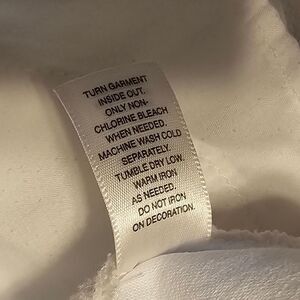 TURN GARMENT
INSIDE OUT.
ONLY NON-
CHLORINE BLEACH
WHEN NEEDED.
MACHINE WASH COLD
SEPARATELY.
TUMBLE DRY LOW.
WARM IRON
AS NEEDED.
DO NOT IRON
ON DECORATION.